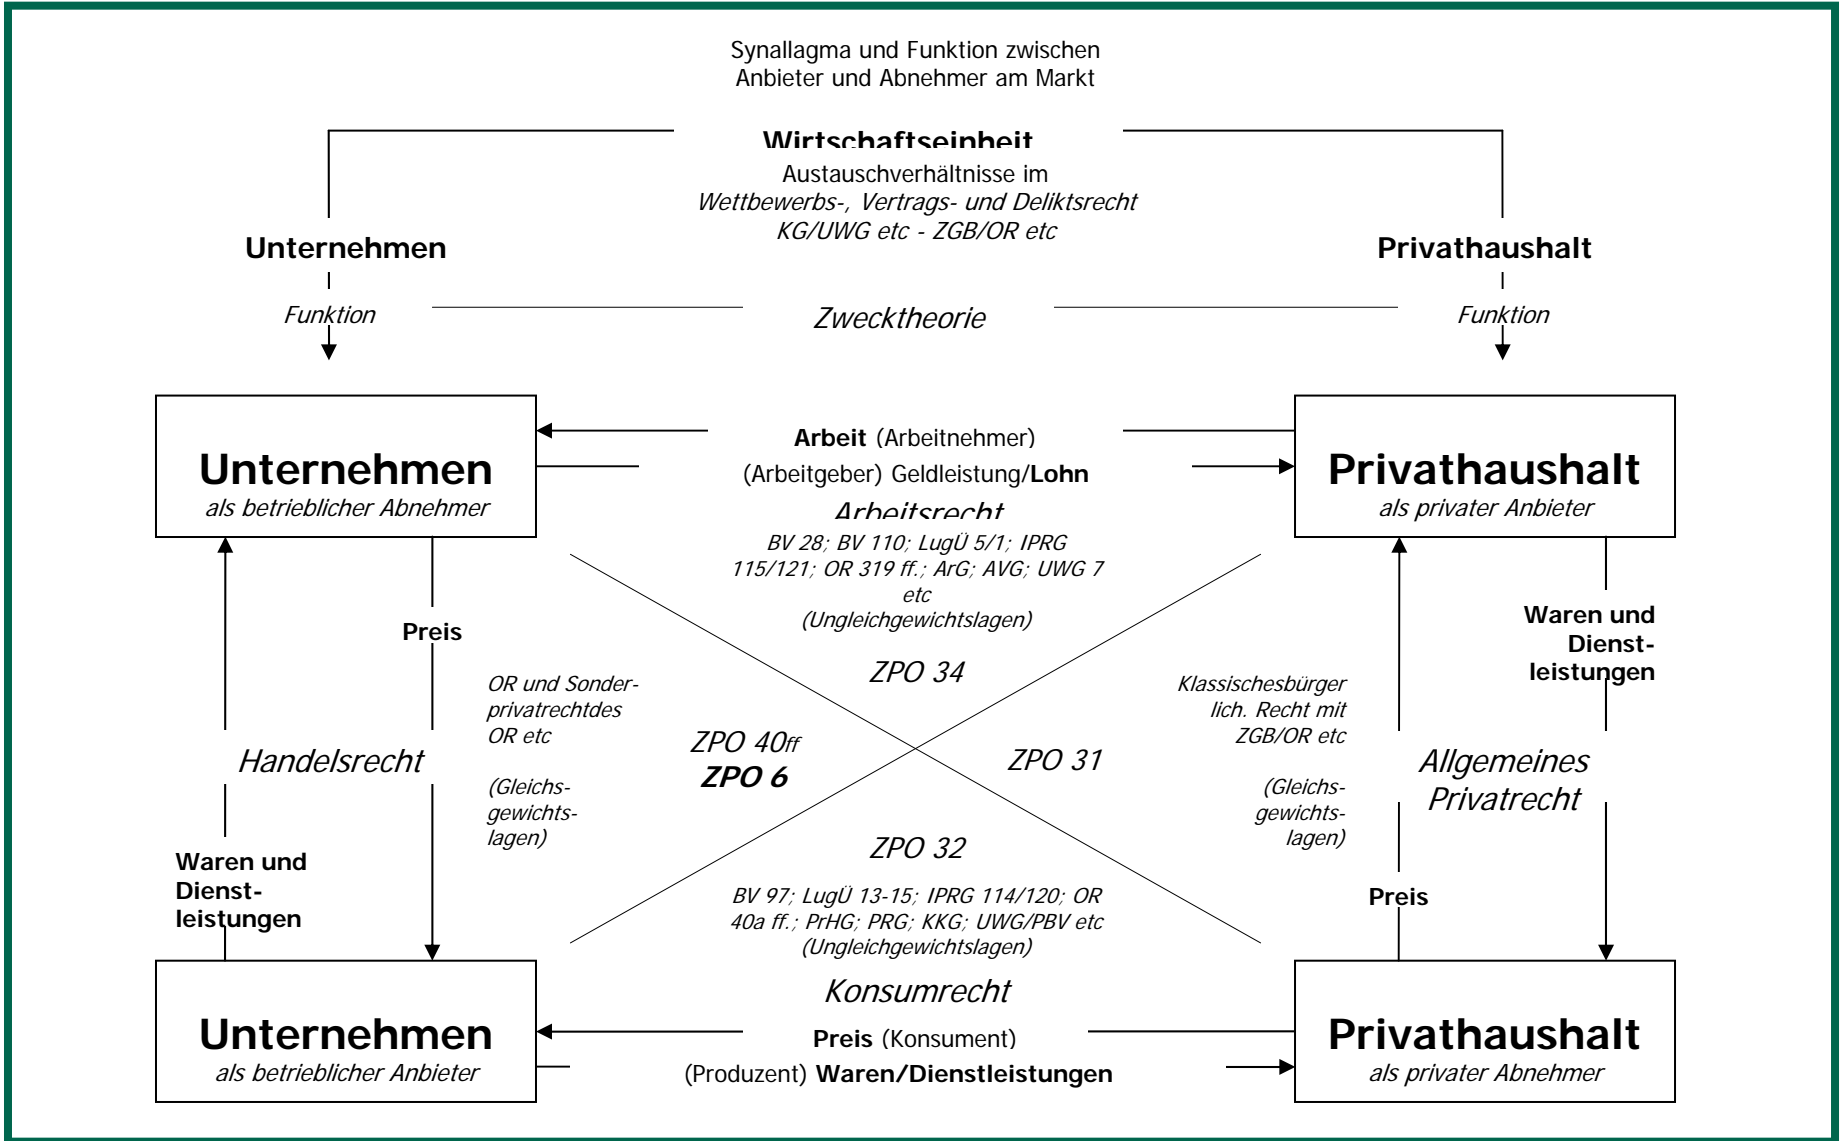 Synallagma und Funktion zwischen
Anbieter und Abnehmer am Markt
Wirtschaftseinheit
Austauschverhältnisse im
Wettbewerbs-, Vertrags- und Deliktsrecht
KG/UWG etc - ZGB/OR etc
Unternehmen
Privathaushalt
Funktion
Zwecktheorie
Funktion
Unternehmen
als betrieblicher Abnehmer
Arbeit (Arbeitnehmer)
(Arbeitgeber) Geldleistung/Lohn
Privathaushalt
als privater Anbieter
Arbeitsrecht
BV 28; BV 110; LugÜ 5/1; IPRG
115/121; OR 319 ff.; ArG; AVG; UWG 7
etc
(Ungleichgewichtslagen)
ZPO 34
Preis
OR und Sonder-
privatrechtdes
OR etc
(Gleichs-
gewichts-
lagen)
Handelsrecht
ZPO 40ff
ZPO 6
ZPO 31
Klassischesbürger
lich. Recht mit
ZGB/OR etc
(Gleichs-
gewichts-
lagen)
Waren und
Dienst-
leistungen
Allgemeines
Privatrecht
Waren und
Dienst-
leistungen
ZPO 32
BV 97; LugÜ 13-15; IPRG 114/120; OR
40a ff.; PrHG; PRG; KKG; UWG/PBV etc
(Ungleichgewichtslagen)
Preis
Konsumrecht
Unternehmen
als betrieblicher Anbieter
Preis (Konsument)
(Produzent) Waren/Dienstleistungen
Privathaushalt
als privater Abnehmer